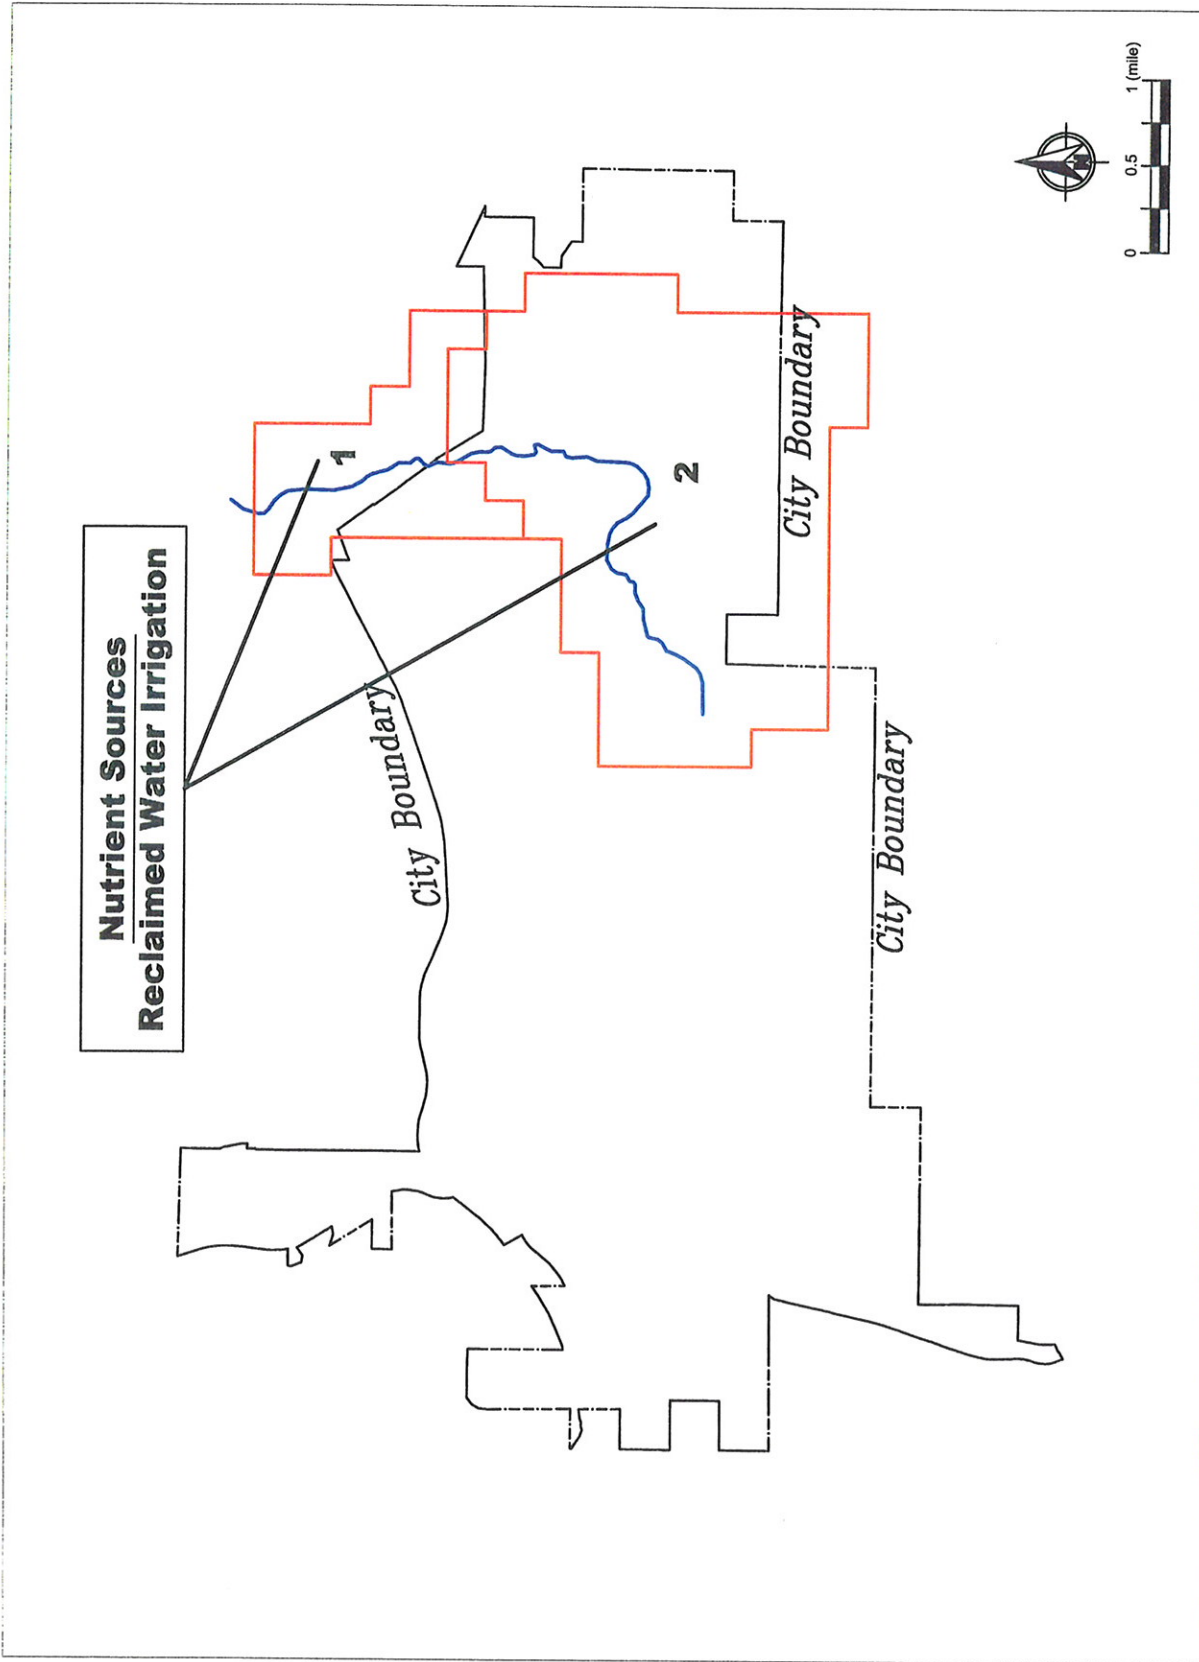 Nutrient Sources
Reclaimed Water Irrigation
1
2
City Boundary
City Boundary
City Boundary
N
0 0.5 1 (mile)